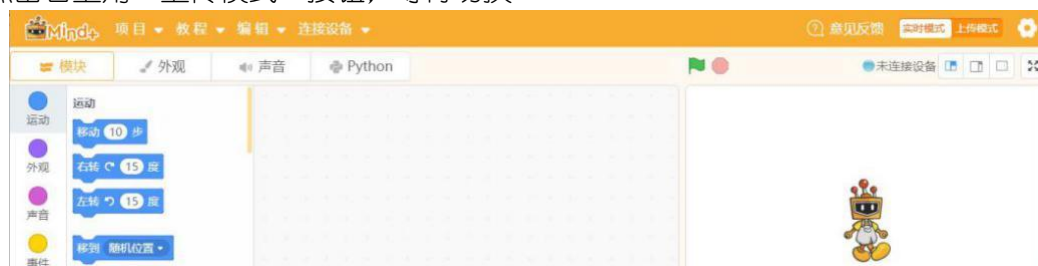 Mind+ 项目 教程 编辑 连接设备 意见反馈 实时模式 上传模式
模块 外观 声音 Python 未连接设备
运动 运动
移动 10 步
外观 右转 15 度
左转 15 度
声音
移到 随机位置
事件